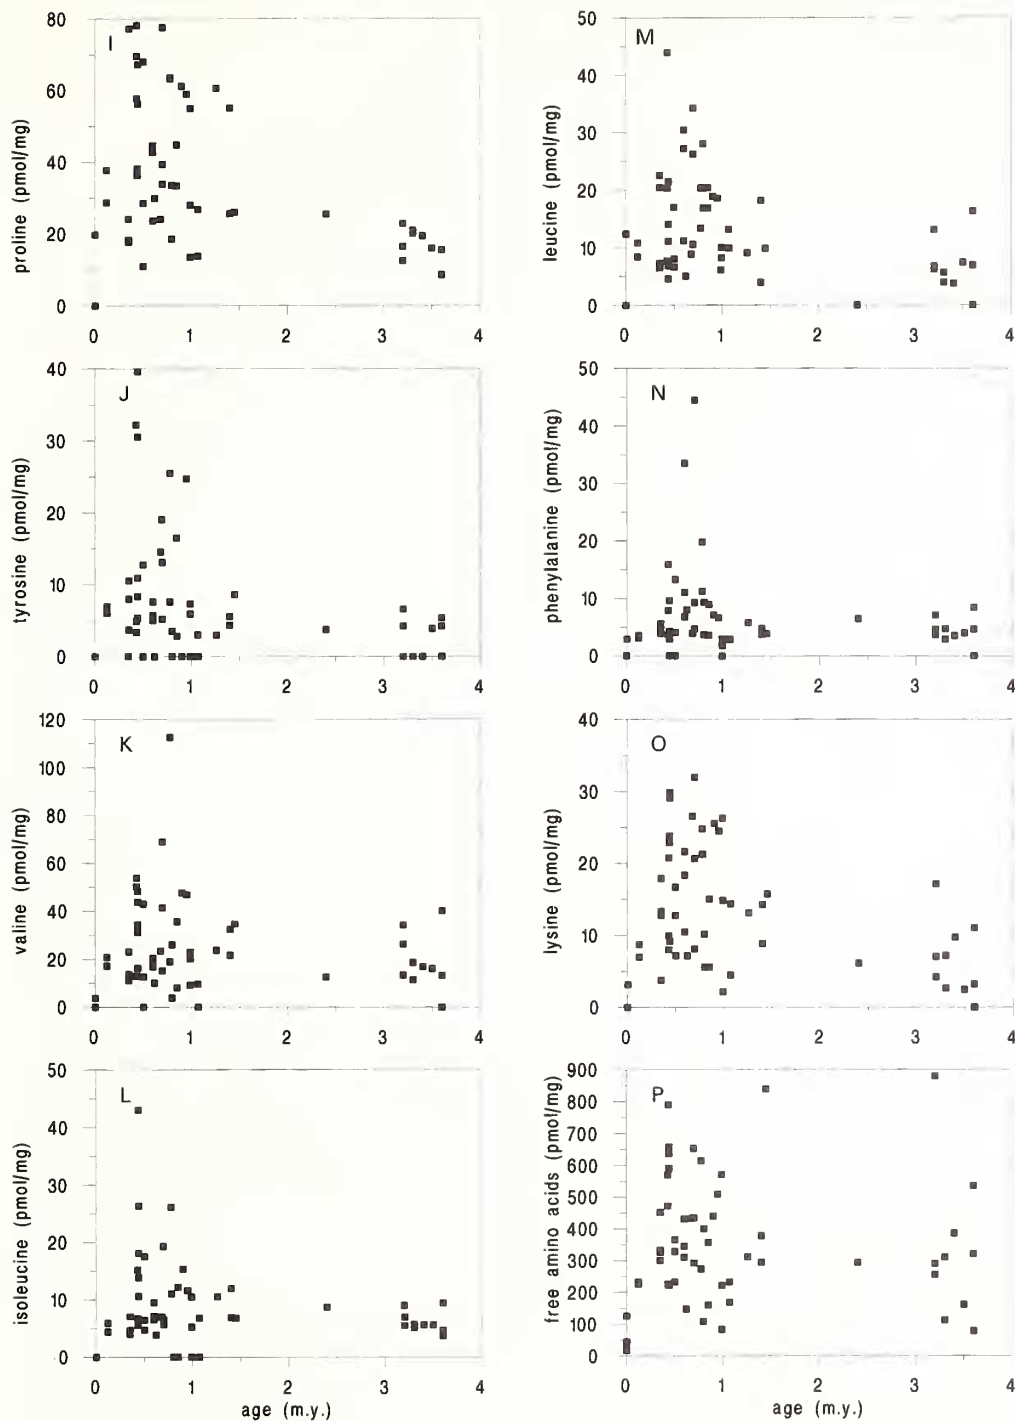 I
proline (pmol/mg)
80
60
40
20
0
0 1 2 3 4
M
leucine (pmol/mg)
50
40
30
20
10
0
0 1 2 3 4
J
tyrosine (pmol/mg)
40
30
20
10
0
0 1 2 3 4
N
phenylalanine (pmol/mg)
50
40
30
20
10
0
0 1 2 3 4
K
valine (pmol/mg)
120
100
80
60
40
20
0
0 1 2 3 4
O
lysine (pmol/mg)
40
30
20
10
0
0 1 2 3 4
L
isoleucine (pmol/mg)
50
40
30
20
10
0
0 1 2 3 4
age (m.y.)
P
free amino acids (pmol/mg)
900
800
700
600
500
400
300
200
100
0
0 1 2 3 4
age (m.y.)